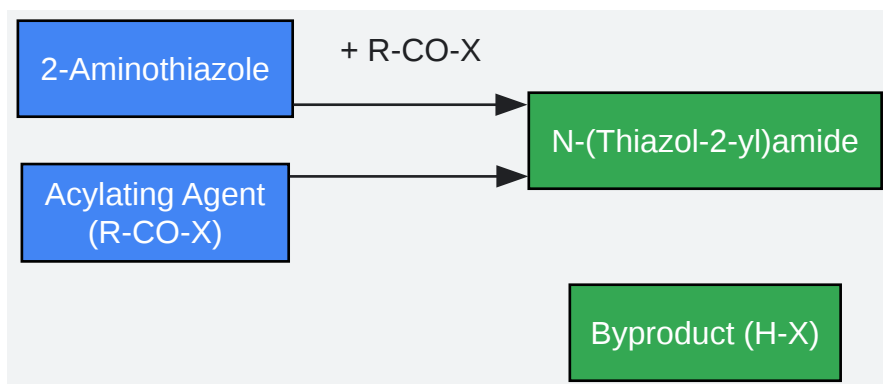 2-Aminothiazole
+ R-CO-X
N-(Thiazol-2-yl)amide
Acylating Agent
(R-CO-X)
Byproduct (H-X)